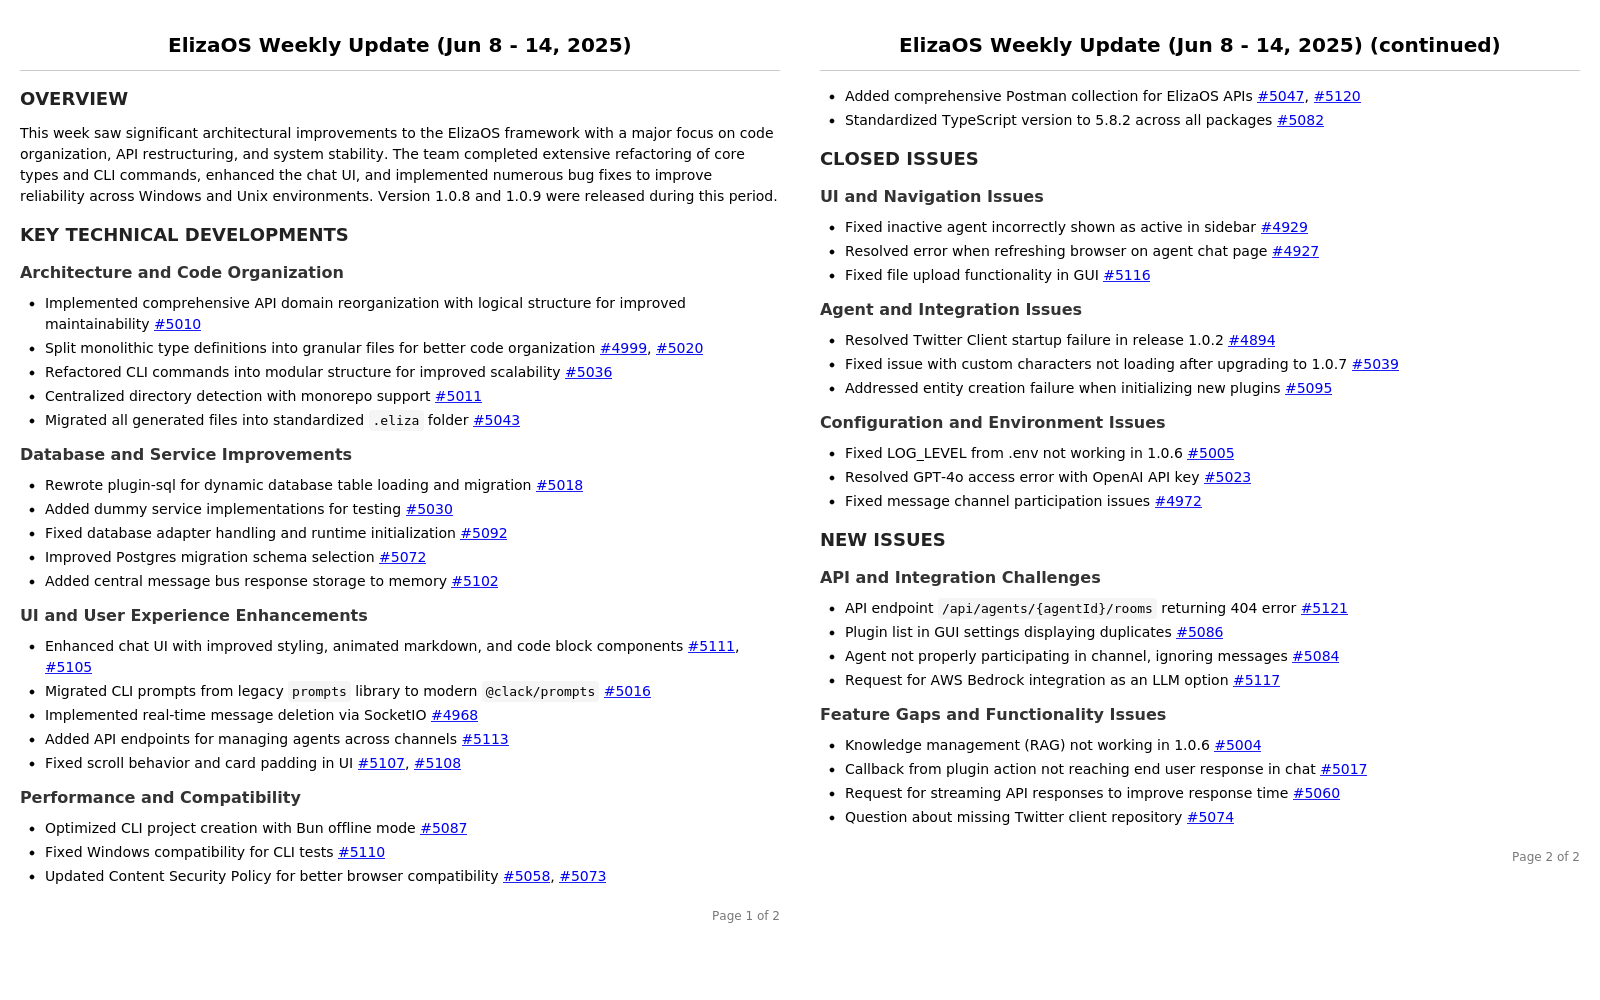 ElizaOS Weekly Update (Jun 8 - 14, 2025)
OVERVIEW
This week saw significant architectural improvements to the ElizaOS framework with a major focus on code
organization, API restructuring, and system stability. The team completed extensive refactoring of core
types and CLI commands, enhanced the chat UI, and implemented numerous bug fixes to improve
reliability across Windows and Unix environments. Version 1.0.8 and 1.0.9 were released during this period.
KEY TECHNICAL DEVELOPMENTS
Architecture and Code Organization
• Implemented comprehensive API domain reorganization with logical structure for improved
maintainability #5010
• Split monolithic type definitions into granular files for better code organization #4999, #5020
• Refactored CLI commands into modular structure for improved scalability #5036
• Centralized directory detection with monorepo support #5011
• Migrated all generated files into standardized .eliza folder #5043
Database and Service Improvements
• Rewrote plugin-sql for dynamic database table loading and migration #5018
• Added dummy service implementations for testing #5030
• Fixed database adapter handling and runtime initialization #5092
• Improved Postgres migration schema selection #5072
• Added central message bus response storage to memory #5102
UI and User Experience Enhancements
• Enhanced chat UI with improved styling, animated markdown, and code block components #5111,
#5105
• Migrated CLI prompts from legacy prompts library to modern @clack/prompts #5016
• Implemented real-time message deletion via SocketIO #4968
• Added API endpoints for managing agents across channels #5113
• Fixed scroll behavior and card padding in UI #5107, #5108
Performance and Compatibility
• Optimized CLI project creation with Bun offline mode #5087
• Fixed Windows compatibility for CLI tests #5110
• Updated Content Security Policy for better browser compatibility #5058, #5073
Page 1 of 2
ElizaOS Weekly Update (Jun 8 - 14, 2025) (continued)
• Added comprehensive Postman collection for ElizaOS APIs #5047, #5120
• Standardized TypeScript version to 5.8.2 across all packages #5082
CLOSED ISSUES
UI and Navigation Issues
• Fixed inactive agent incorrectly shown as active in sidebar #4929
• Resolved error when refreshing browser on agent chat page #4927
• Fixed file upload functionality in GUI #5116
Agent and Integration Issues
• Resolved Twitter Client startup failure in release 1.0.2 #4894
• Fixed issue with custom characters not loading after upgrading to 1.0.7 #5039
• Addressed entity creation failure when initializing new plugins #5095
Configuration and Environment Issues
• Fixed LOG_LEVEL from .env not working in 1.0.6 #5005
• Resolved GPT-4o access error with OpenAI API key #5023
• Fixed message channel participation issues #4972
NEW ISSUES
API and Integration Challenges
• API endpoint /api/agents/{agentId}/rooms returning 404 error #5121
• Plugin list in GUI settings displaying duplicates #5086
• Agent not properly participating in channel, ignoring messages #5084
• Request for AWS Bedrock integration as an LLM option #5117
Feature Gaps and Functionality Issues
• Knowledge management (RAG) not working in 1.0.6 #5004
• Callback from plugin action not reaching end user response in chat #5017
• Request for streaming API responses to improve response time #5060
• Question about missing Twitter client repository #5074
Page 2 of 2